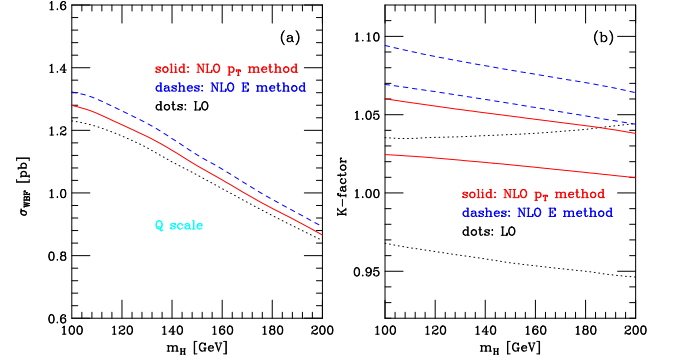 (a)
solid: NLO p_T method
dashes: NLO E method
dots: LO
Q scale
σ_WBF [pb]
1.6
1.4
1.2
1.0
0.8
0.6
100 120 140 160 180 200
m_H [GeV]
(b)
solid: NLO p_T method
dashes: NLO E method
dots: LO
K-factor
1.10
1.05
1.00
0.95
100 120 140 160 180 200
m_H [GeV]